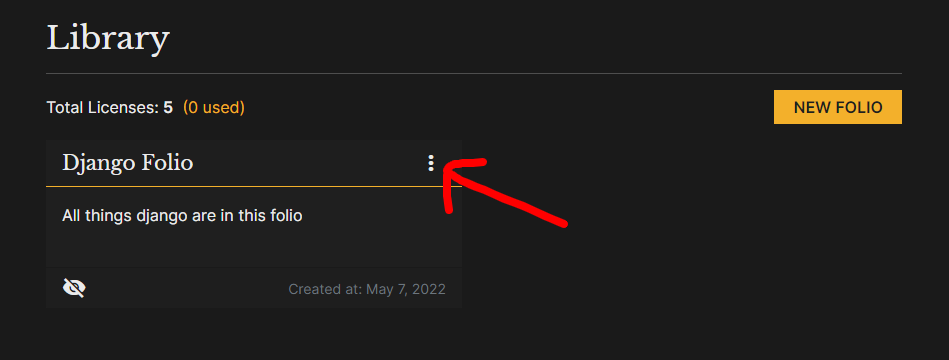 Library
Total Licenses: 5 (0 used)
NEW FOLIO
Django Folio
All things django are in this folio
Created at: May 7, 2022